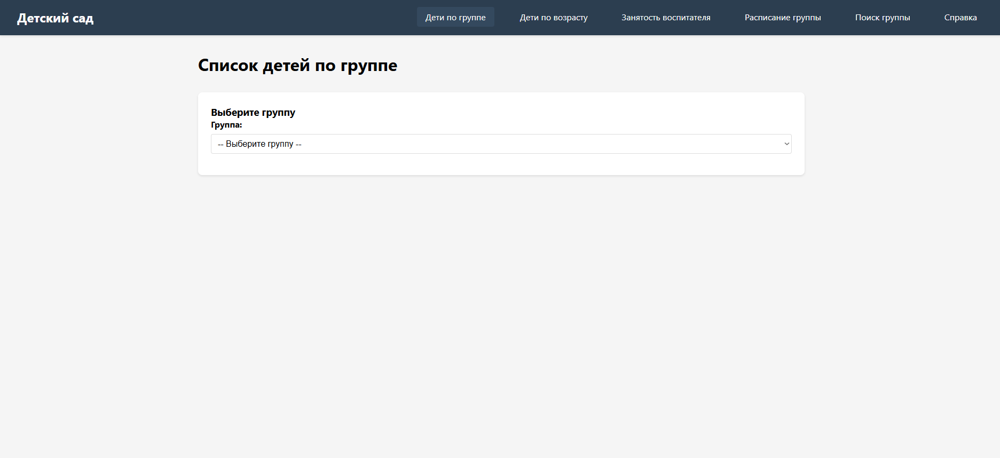 Детский сад
Дети по группе
Дети по возрасту
Занятость воспитателя
Расписание группы
Поиск группы
Справка
Список детей по группе
Выберите группу
Группа:
-- Выберите группу --